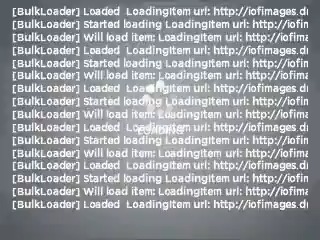 [BulkLoader] Loaded LoadingItem url: http://iofimages.d
[BulkLoader] Started loading LoadingItem url: http://iofi
[BulkLoader] Will load item: LoadingItem url: http://iofima
[BulkLoader] Loaded LoadingItem url: http://iofimages.d
[BulkLoader] Started loading LoadingItem url: http://iofi
[BulkLoader] Will load item: LoadingItem url: http://iofima
[BulkLoader] Loaded LoadingItem url: http://iofimages.d
[BulkLoader] Started loading LoadingItem url: http://iofi
[BulkLoader] Will load item: LoadingItem url: http://iofima
[BulkLoader] Loaded LoadingItem url: http://iofimages.d
[BulkLoader] Started loading LoadingItem url: http://iofi
[BulkLoader] Will load item: LoadingItem url: http://iofima
[BulkLoader] Loaded LoadingItem url: http://iofimages.d
[BulkLoader] Started loading LoadingItem url: http://iofi
[BulkLoader] Will load item: LoadingItem url: http://iofima
[BulkLoader] Loaded LoadingItem url: http://iofimages.d